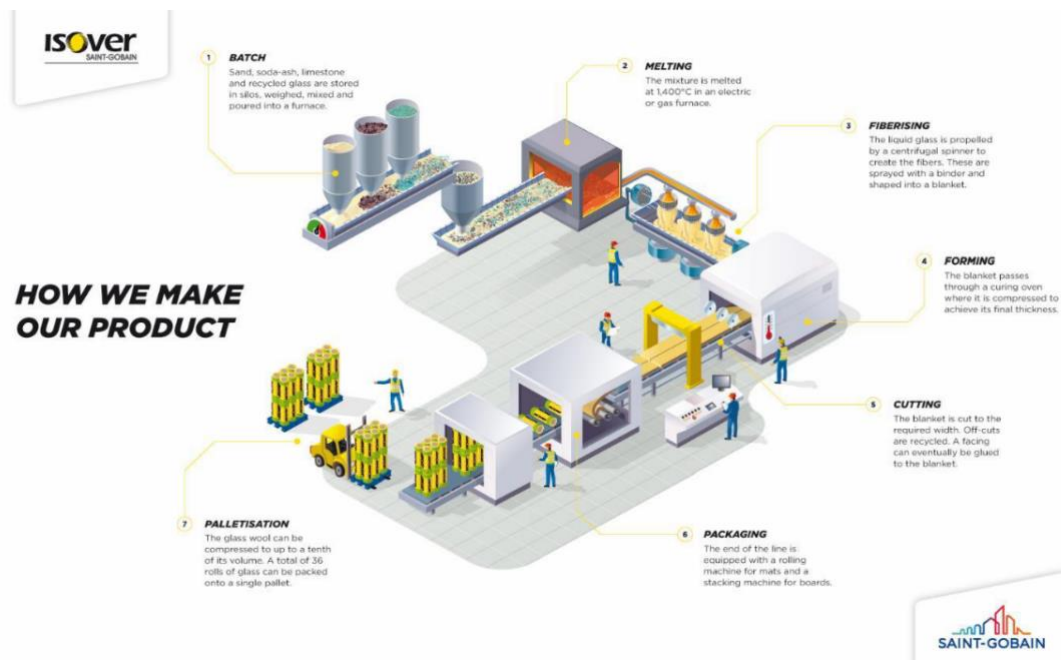 ISOVER
SAINT-GOBAIN
1 BATCH
Sand, soda-ash, limestone
and recycled glass are stored
in silos, weighed, mixed and
poured into a furnace.
2 MELTING
The mixture is melted
at 1,400°C in an electric
or gas furnace.
3 FIBERISING
The liquid glass is propelled
by a centrifugal spinner to
create the fibers. These are
sprayed with a binder and
shaped into a blanket.
4 FORMING
The blanket passes
through a curing oven
where it is compressed to
achieve its final thickness.
HOW WE MAKE
OUR PRODUCT
5 CUTTING
The blanket is cut to the
required width. Off-cuts
are recycled. A facing
can eventually be glued
to the blanket.
6 PACKAGING
The end of the line is
equipped with a rolling
machine for mats and a
stacking machine for boards.
7 PALLETISATION
The glass wool can be
compressed to up to a tenth
of its volume. A total of 36
rolls of glass can be packed
onto a single pallet.
SAINT-GOBAIN